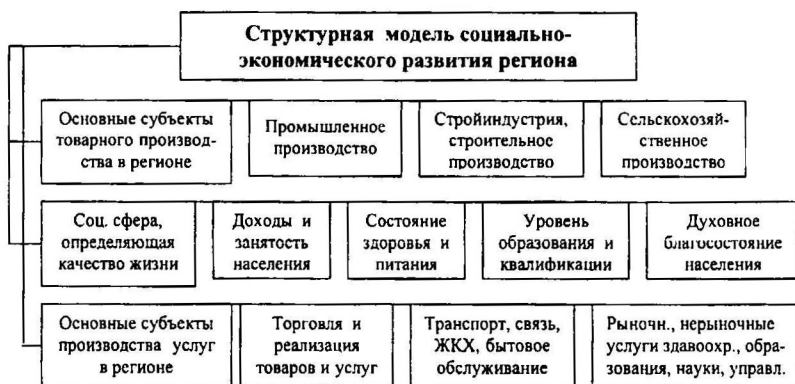 Структурная модель социально-
экономического развития региона
Основные субъекты
товарного производ-
ства в регионе
Промышленное
производство
Стройиндустрия,
строительное
производство
Сельскохозяй-
ственное
производство
Соц. сфера,
определяющая
качество жизни
Доходы и
занятость
населения
Состояние
здоровья и
питания
Уровень
образования и
квалификации
Духовное
благосостояние
населения
Основные субъекты
производства услуг
в регионе
Торговля и
реализация
товаров и услуг
Транспорт, связь,
ЖКХ, бытовое
обслуживание
Рыночн., нерыночные
услуги здавоохр., обра-
зования, науки, управл.